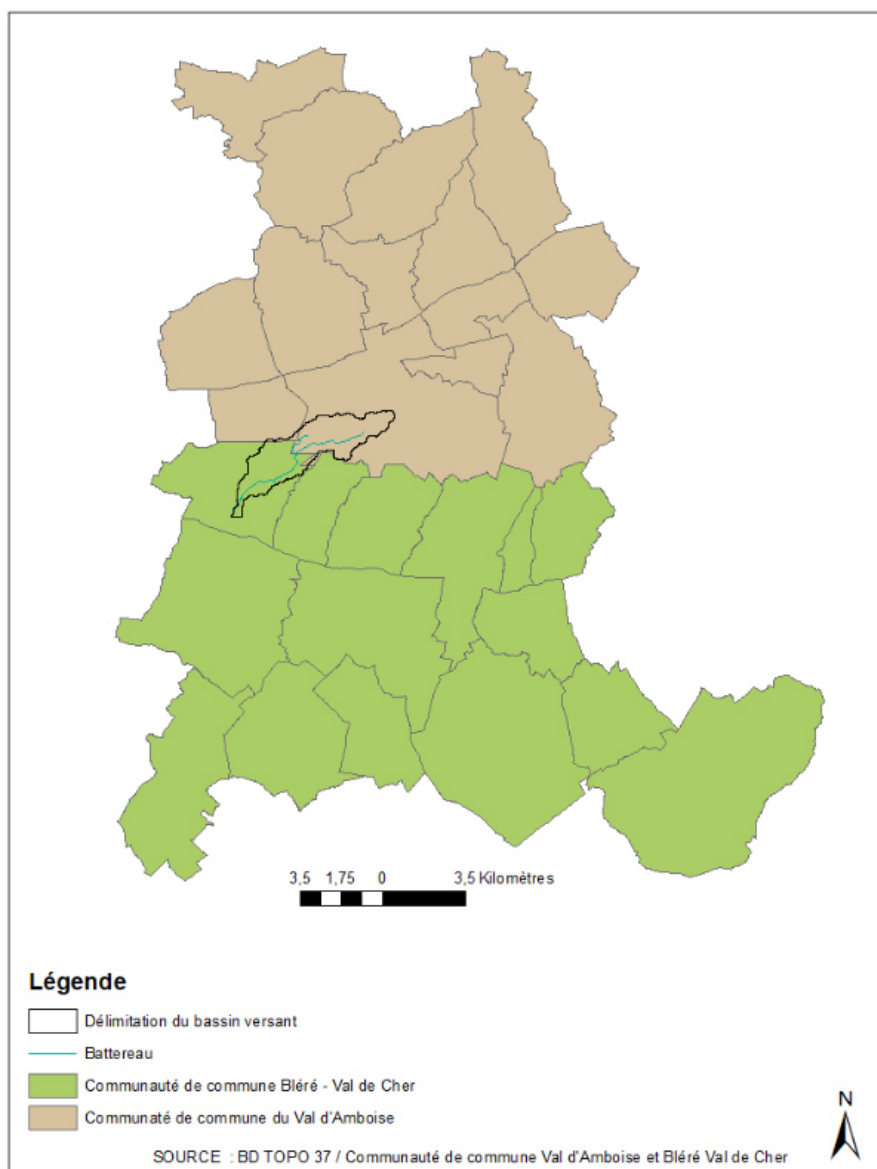 3,5 1,75 0 3,5 Kilomètres
Légende
Délimitation du bassin versant
Battereau
Communauté de commune Bléré - Val de Cher
Communaté de commune du Val d'Amboise
N
SOURCE : BD TOPO 37 / Communauté de commune Val d'Amboise et Bléré Val de Cher